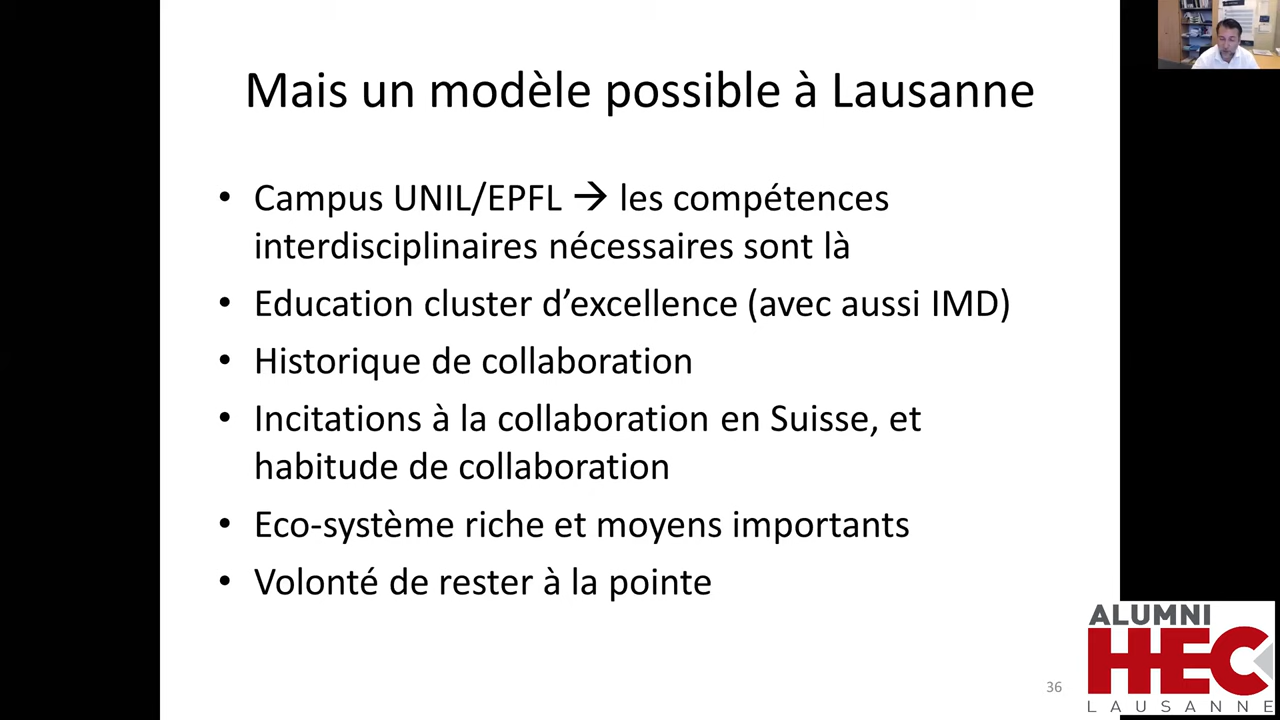 Mais un modèle possible à Lausanne
• Campus UNIL/EPFL → les compétences
interdisciplinaires nécessaires sont là
• Education cluster d’excellence (avec aussi IMD)
• Historique de collaboration
• Incitations à la collaboration en Suisse, et
habitude de collaboration
• Eco-système riche et moyens importants
• Volonté de rester à la pointe
36
ALUMNI
HEC
LAUSANNE